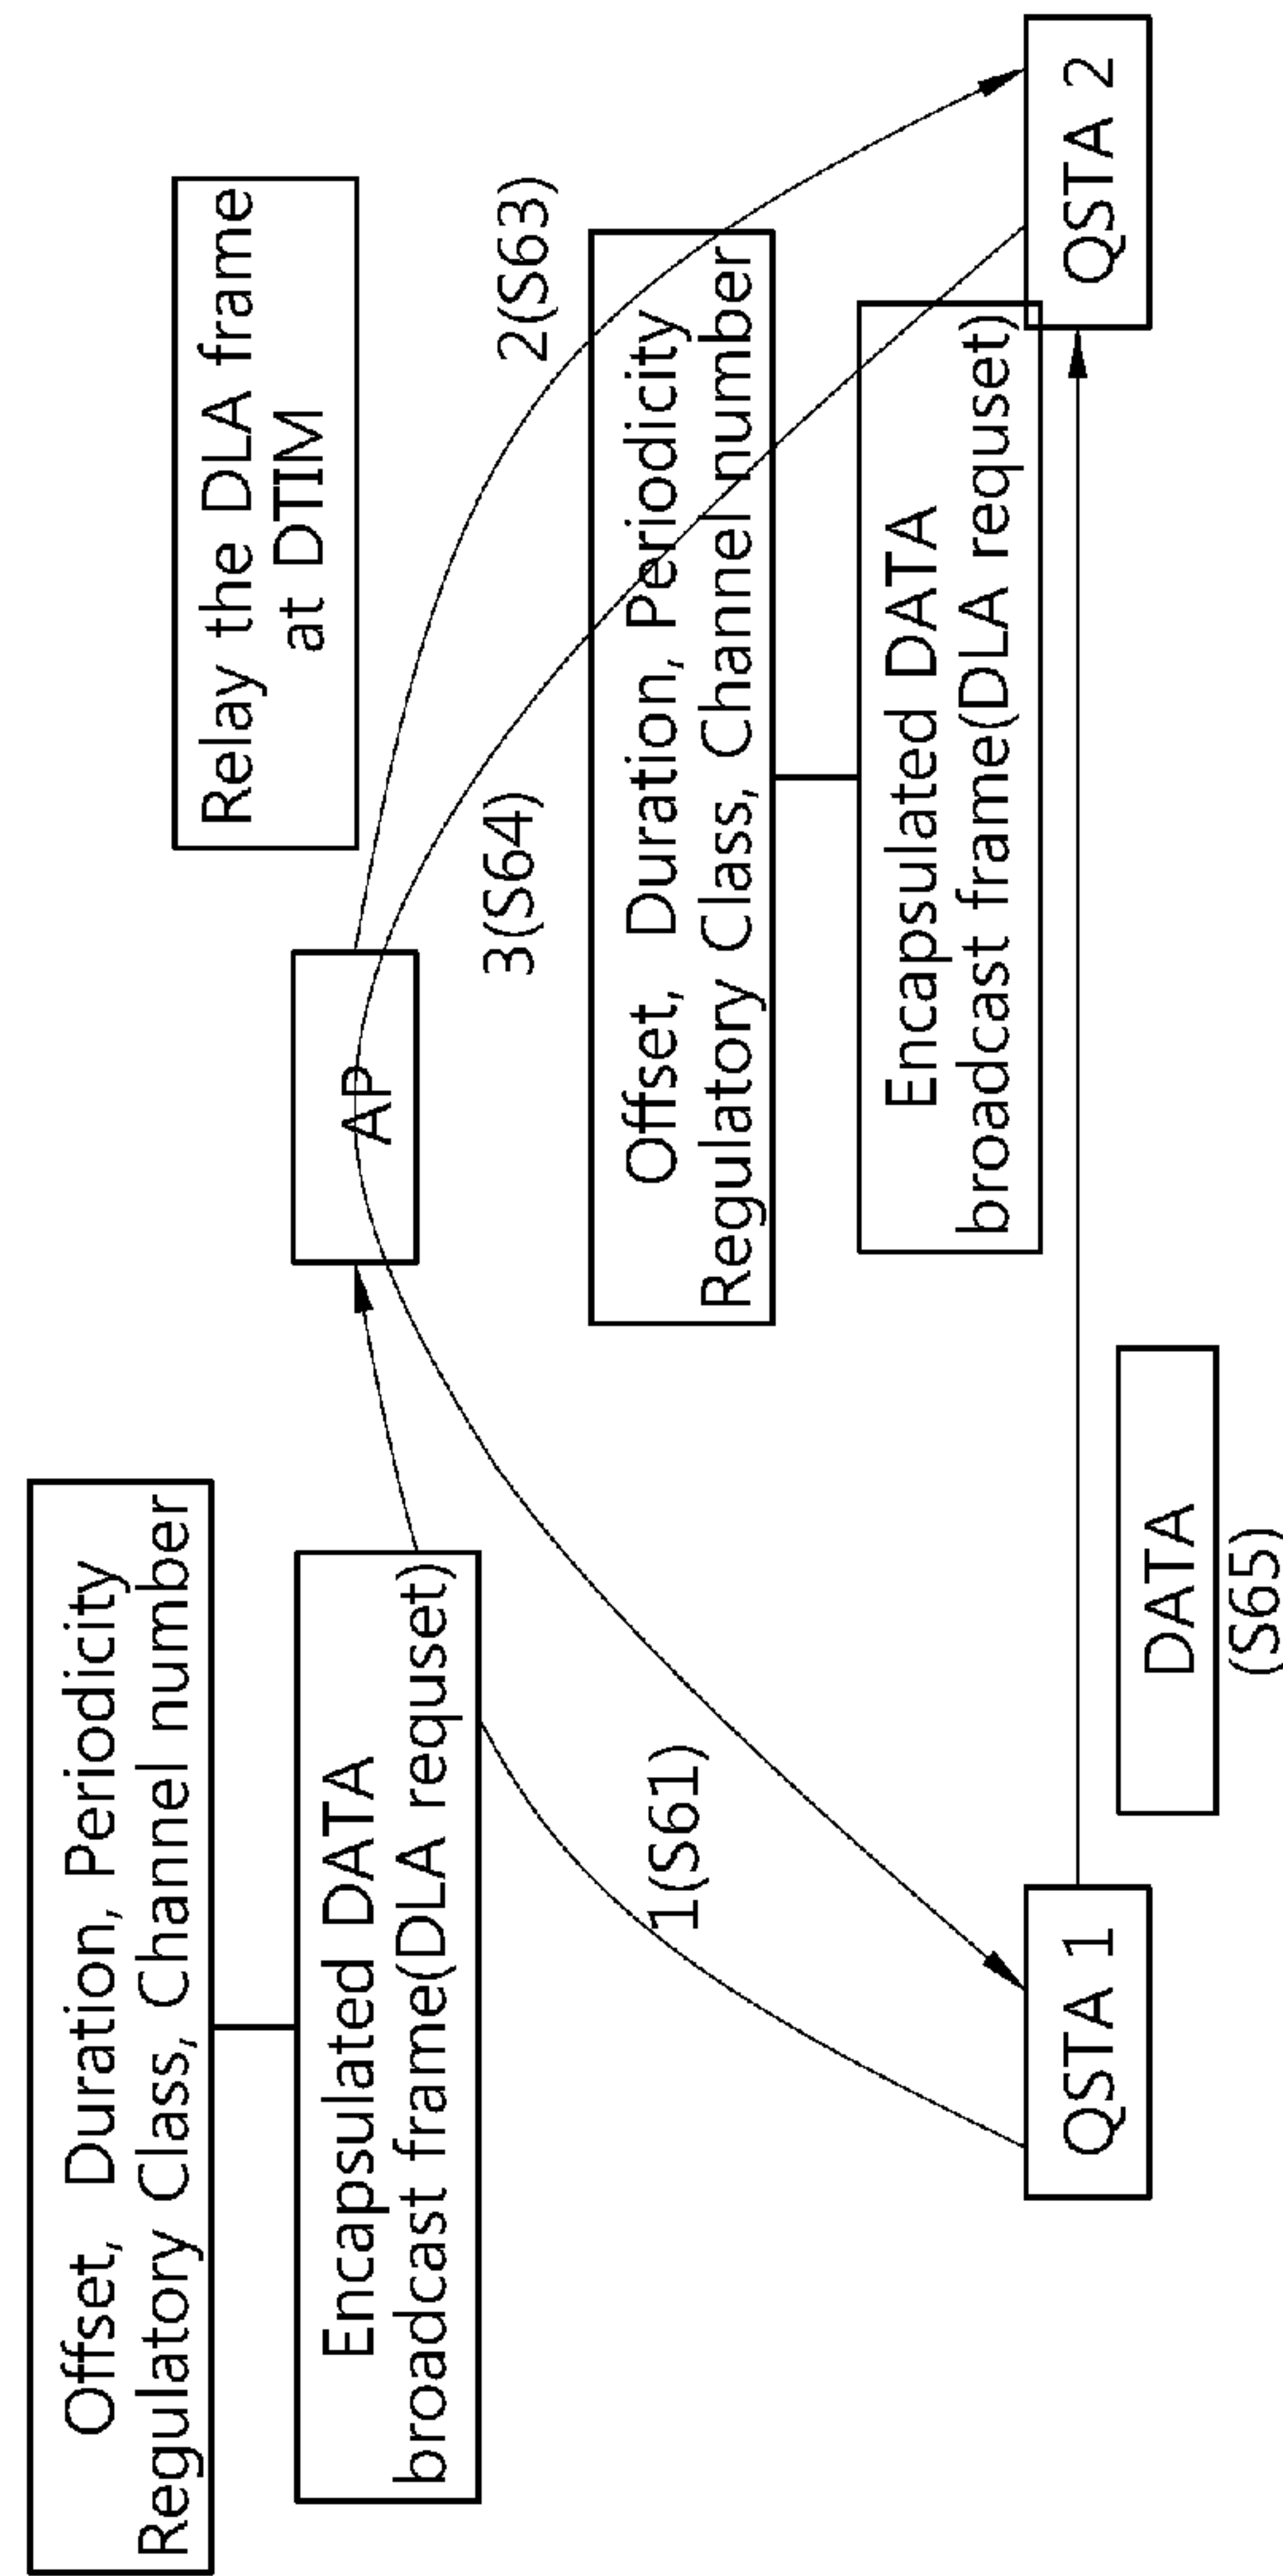 Offset, Duration, Periodicity
Regulatory Class, Channel number
Encapsulated DATA
broadcast frame(DLA requset)
Relay the DLA frame
at DTIM
AP
2(S63)
3(S64)
1(S61)
Offset, Duration, Periodicity
Regulatory Class, Channel number
Encapsulated DATA
broadcast frame(DLA requset)
QSTA 1
QSTA 2
DATA
(S65)